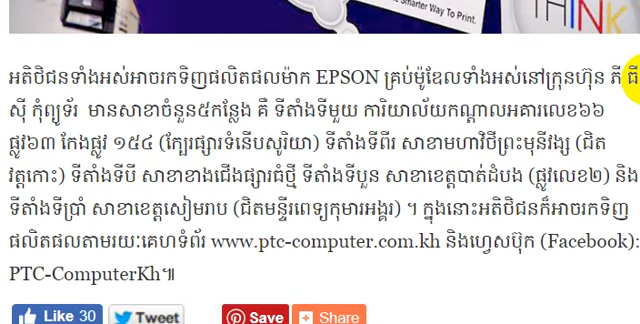 Smarter Way To Print.
THINK
អតិថិជនទាំងអស់អាចរកទិញផលិតផលម៉ាក EPSON គ្រប់ម៉ូឌែលទាំងអស់នៅក្រុនហ៊ុន ភី ធី
ស៊ី កុំព្យូទ័រ មានសាខាចំនួន៥កន្លែង គឺ ទីតាំងទីមួយ ការិយាល័យកណ្តាលអគារលេខ៦៦
ផ្លូវ៦៣ កែងផ្លូវ ១៥៤ (ក្បែរផ្សារទំនើបសូរិយា) ទីតាំងទីពីរ សាខាមហាវិថីព្រះមុនីវង្ស (ជិត
វត្តកោះ) ទីតាំងទីបី សាខាខាងជើងផ្សារធំថ្មី ទីតាំងទីបួន សាខាខេត្តបាត់ដំបង (ផ្លូវលេខ២) និង
ទីតាំងទីប្រាំ សាខាខេត្តសៀមរាប (ជិតមន្ទីរពេទ្យកុមារអង្គរ) ។ ក្នុងនោះអតិថិជនក៏អាចរកទិញ
ផលិតផលតាមរយៈគេហទំព័រ www.ptc-computer.com.kh និងហ្វេសប៊ុក (Facebook):
PTC-ComputerKh៕
Like 30 Tweet Save Share